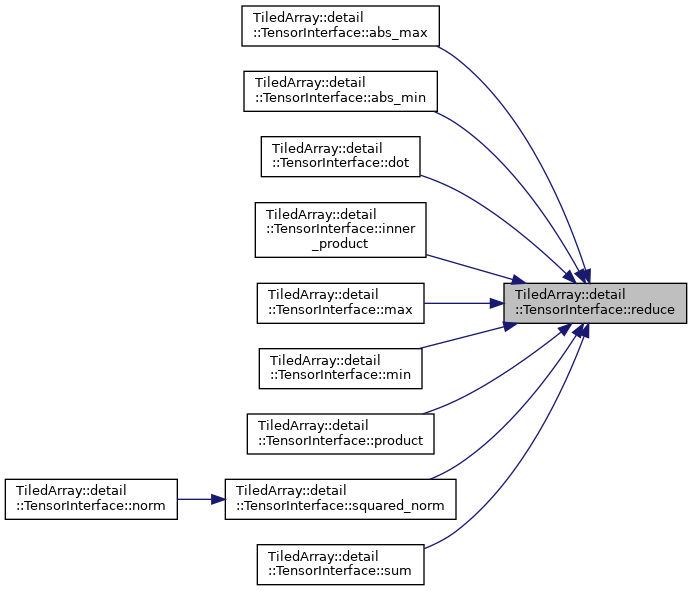 TiledArray::detail
::TensorInterface::abs_max
TiledArray::detail
::TensorInterface::abs_min
TiledArray::detail
::TensorInterface::dot
TiledArray::detail
::TensorInterface::inner
_product
TiledArray::detail
::TensorInterface::reduce
TiledArray::detail
::TensorInterface::max
TiledArray::detail
::TensorInterface::min
TiledArray::detail
::TensorInterface::product
TiledArray::detail
::TensorInterface::norm
TiledArray::detail
::TensorInterface::squared_norm
TiledArray::detail
::TensorInterface::sum